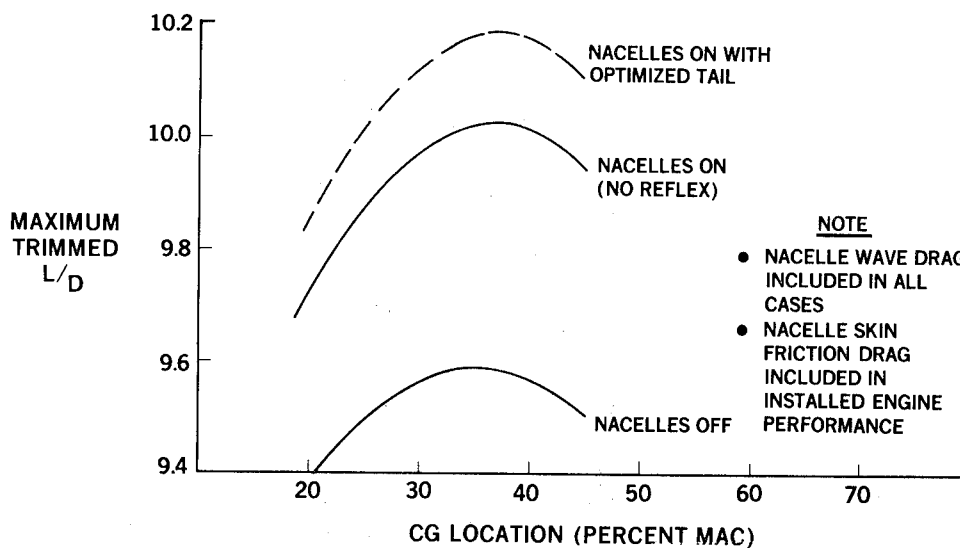 10.2
10.0
9.8
9.6
9.4
MAXIMUM
TRIMMED
L/D
NACELLES ON WITH
OPTIMIZED TAIL
NACELLES ON
(NO REFLEX)
NACELLES OFF
NOTE
● NACELLE WAVE DRAG
INCLUDED IN ALL
CASES
● NACELLE SKIN
FRICTION DRAG
INCLUDED IN
INSTALLED ENGINE
PERFORMANCE
20 30 40 50 60 70
CG LOCATION (PERCENT MAC)